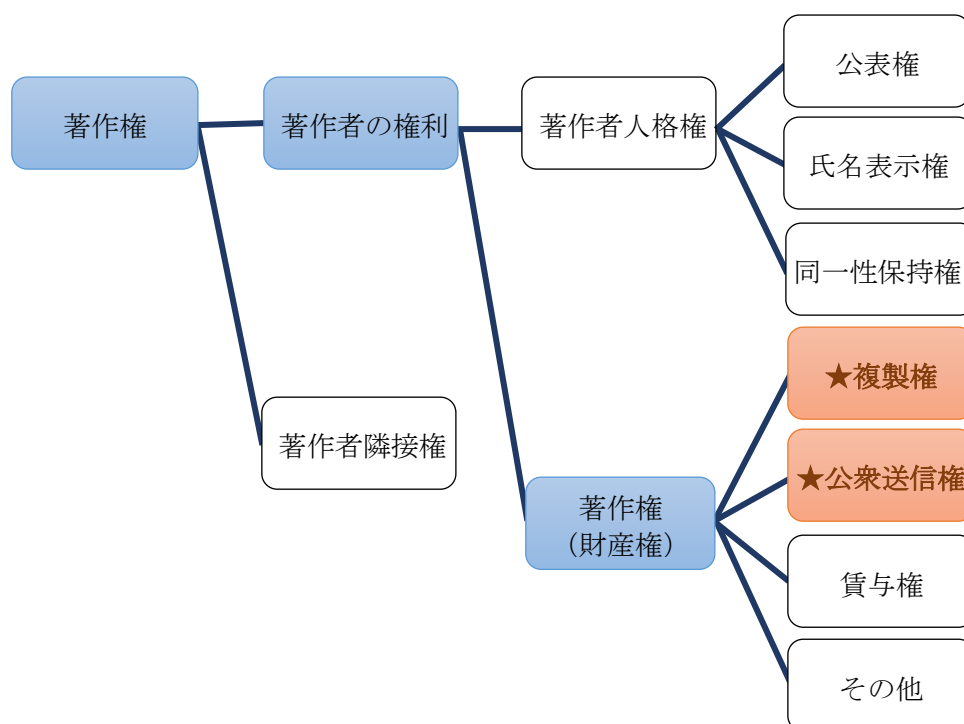 著作権
著作者の権利
著作者人格権
公表権
氏名表示権
同一性保持権
著作者隣接権
著作権
（財産権）
★複製権
★公衆送信権
賃与権
その他